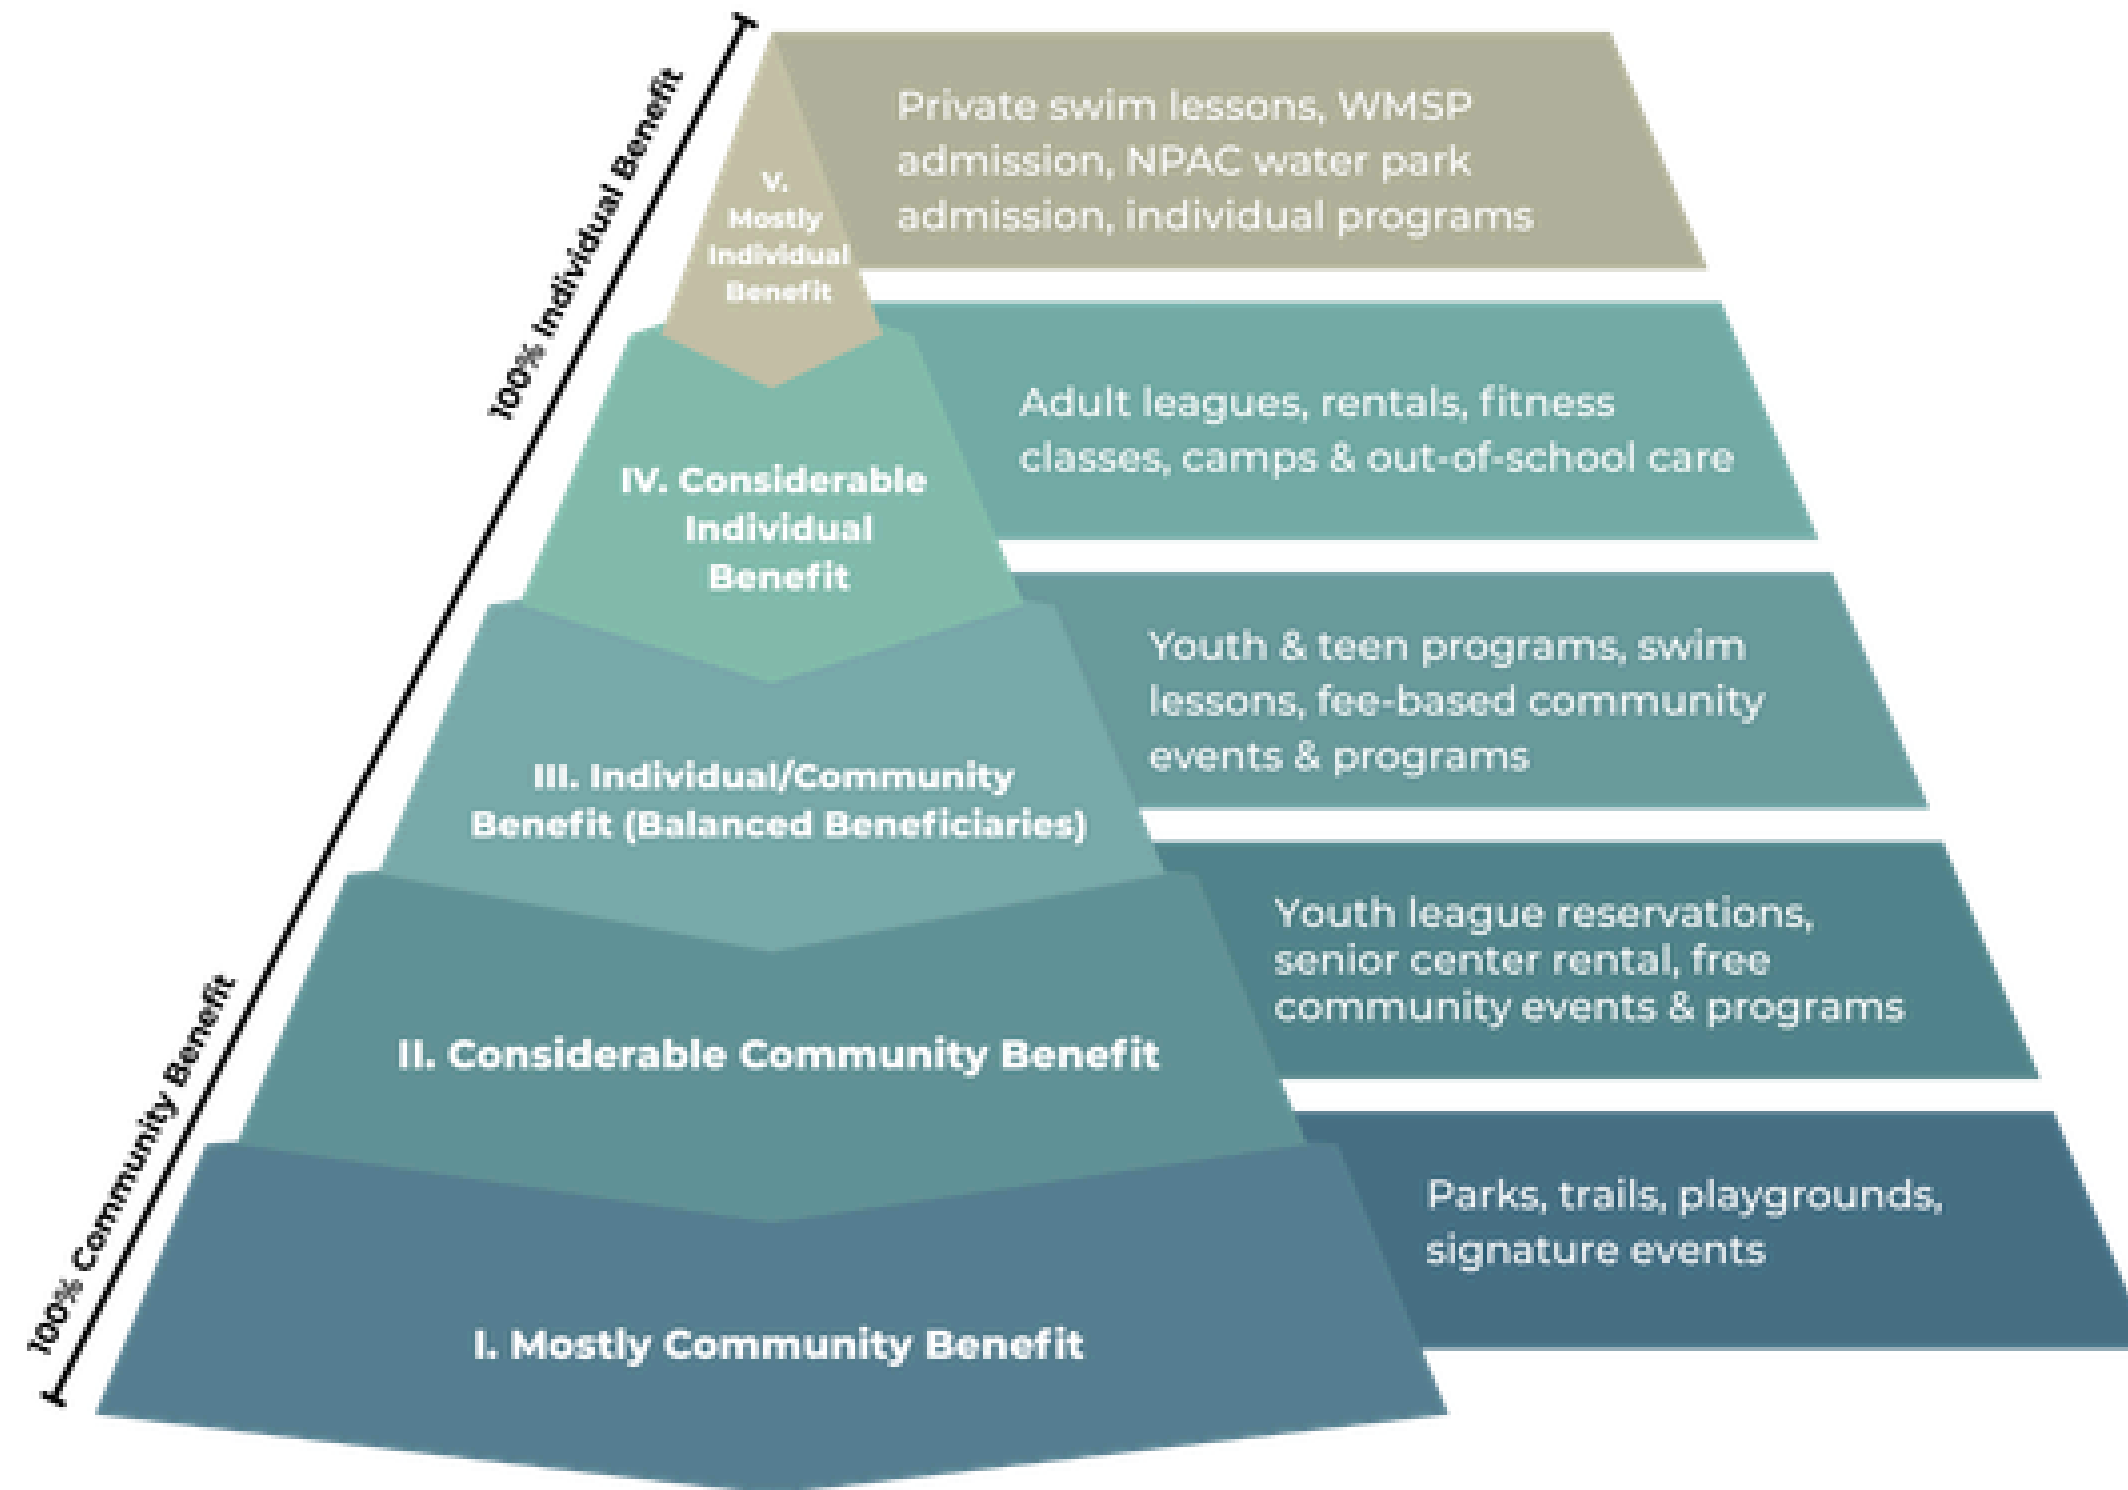 100% Individual Benefit
V.
Mostly
Individual
Benefit
Private swim lessons, WMSP
admission, NPAC water park
admission, individual programs
IV. Considerable
Individual
Benefit
Adult leagues, rentals, fitness
classes, camps & out-of-school care
III. Individual/Community
Benefit (Balanced Beneficiaries)
Youth & teen programs, swim
lessons, fee-based community
events & programs
II. Considerable Community Benefit
Youth league reservations,
senior center rental, free
community events & programs
100% Community Benefit
I. Mostly Community Benefit
Parks, trails, playgrounds,
signature events